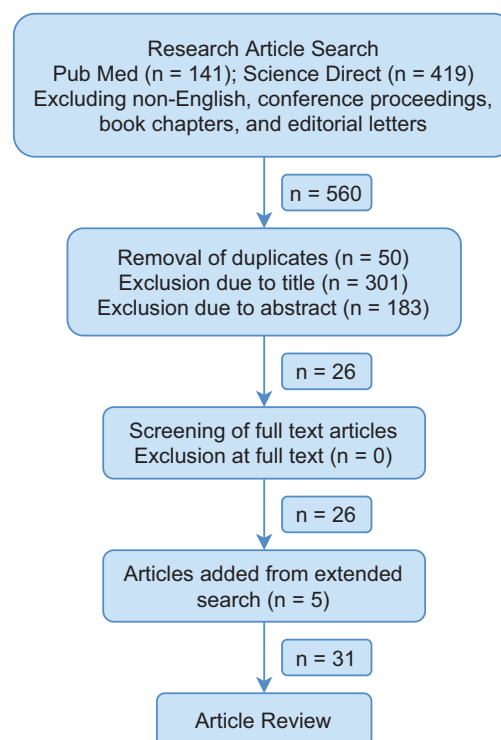 Research Article Search
Pub Med (n = 141); Science Direct (n = 419)
Excluding non-English, conference proceedings,
book chapters, and editorial letters
n = 560
Removal of duplicates (n = 50)
Exclusion due to title (n = 301)
Exclusion due to abstract (n = 183)
n = 26
Screening of full text articles
Exclusion at full text (n = 0)
n = 26
Articles added from extended
search (n = 5)
n = 31
Article Review